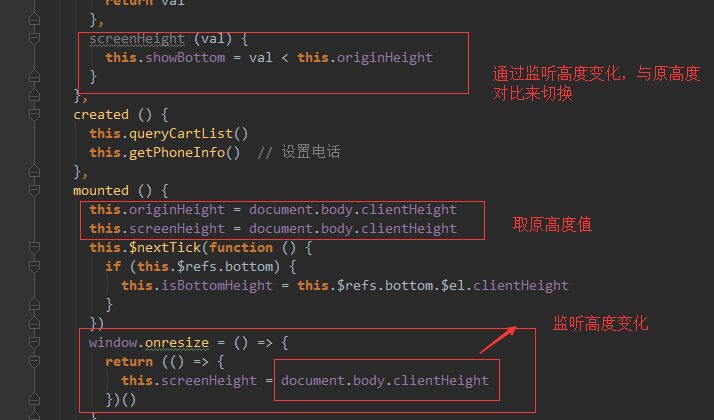 return val
},
screenHeight (val) {
this.showBottom = val < this.originHeight
}
},
通过监听高度变化，与原高度
对比来切换
created () {
this.queryCartList()
this.getPhoneInfo()  // 设置电话
},
mounted () {
this.originHeight = document.body.clientHeight
this.screenHeight = document.body.clientHeight
取原高度值
this.$nextTick(function () {
if (this.$refs.bottom) {
this.isBottomHeight = this.$refs.bottom.$el.clientHeight
}
})
监听高度变化
window.onresize = () => {
return (() => {
this.screenHeight = document.body.clientHeight
})()
}